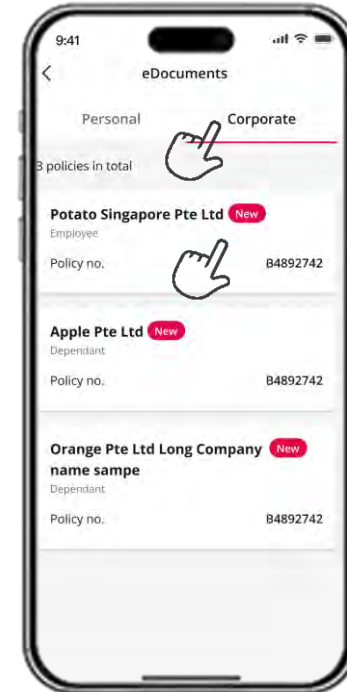 9:41
eDocuments
Personal Corporate
3 policies in total
Potato Singapore Pte Ltd New
Employee
Policy no. B4892742
Apple Pte Ltd New
Dependant
Policy no. B4892742
Orange Pte Ltd Long Company New
name sampe
Dependant
Policy no. B4892742